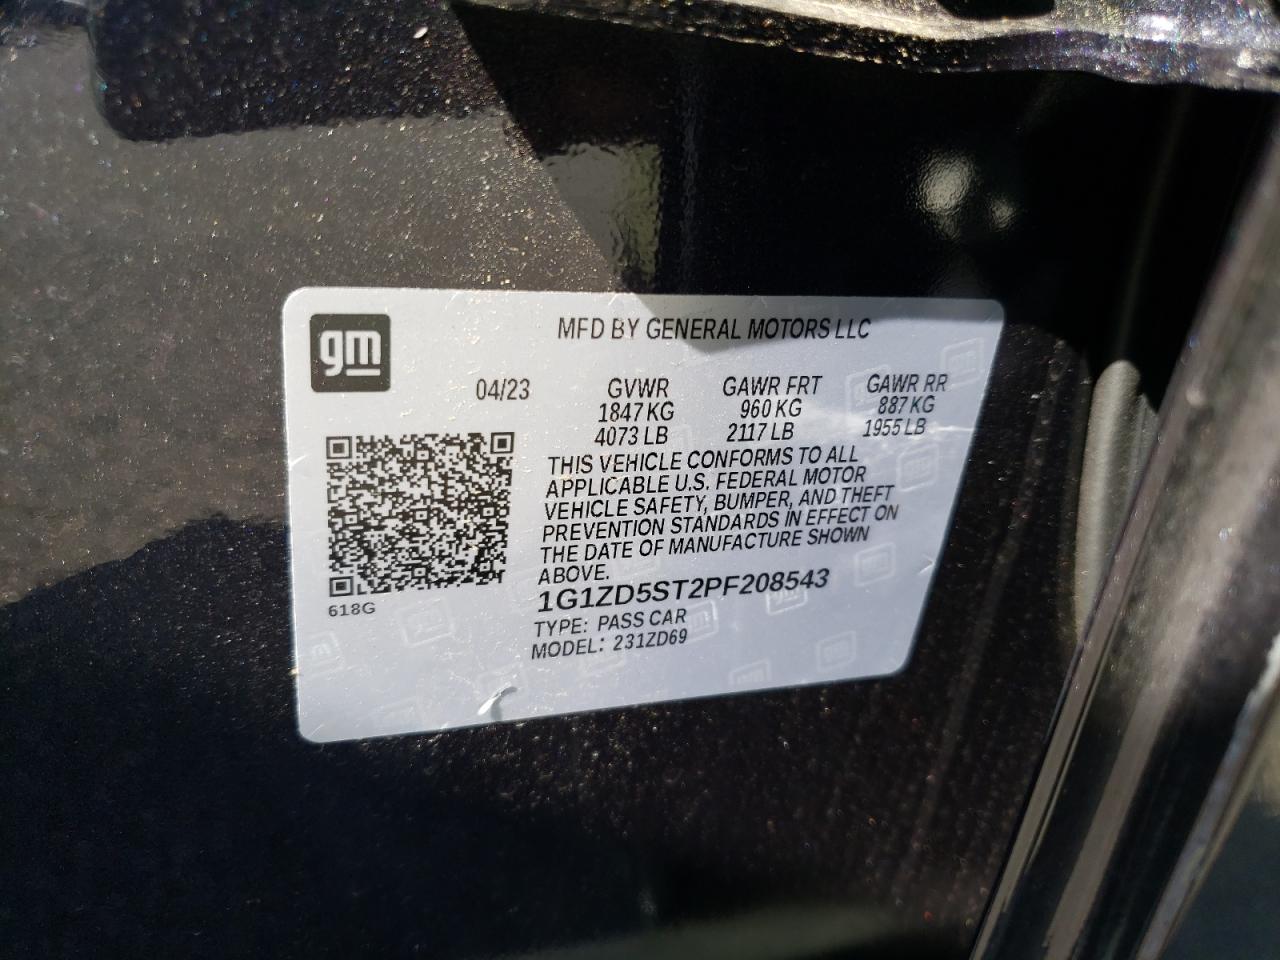 gm
MFD BY GENERAL MOTORS LLC
04/23 GVWR GAWR FRT GAWR RR
1847 KG 960 KG 887 KG
4073 LB 2117 LB 1955 LB
THIS VEHICLE CONFORMS TO ALL
APPLICABLE U.S. FEDERAL MOTOR
VEHICLE SAFETY, BUMPER, AND THEFT
PREVENTION STANDARDS IN EFFECT ON
THE DATE OF MANUFACTURE SHOWN
ABOVE.
1G1ZD5ST2PF208543
TYPE: PASS CAR
MODEL: 231ZD69
618G